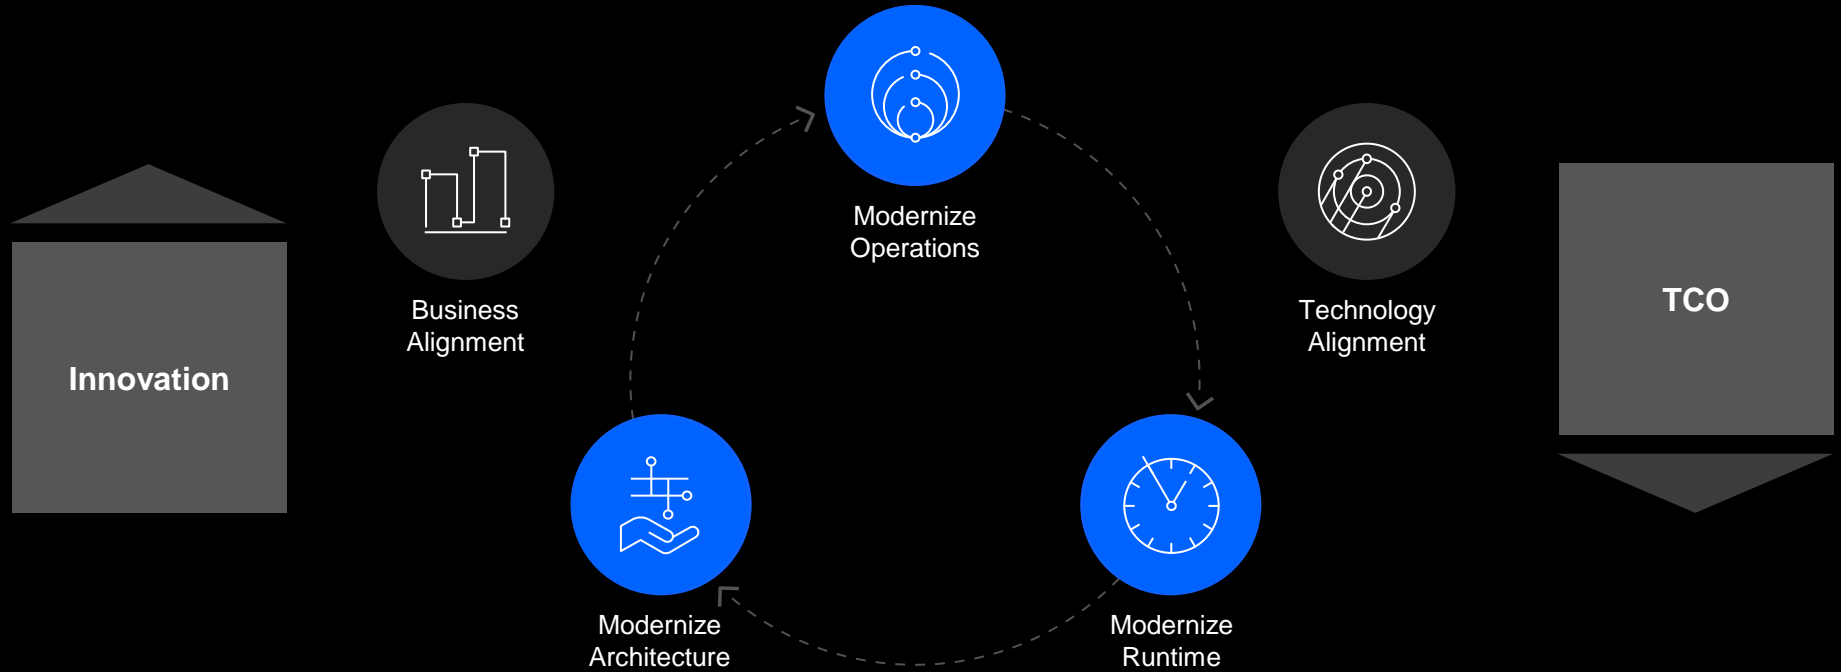 Modernize
Operations
Business
Alignment
Technology
Alignment
Innovation
TCO
Modernize
Architecture
Modernize
Runtime